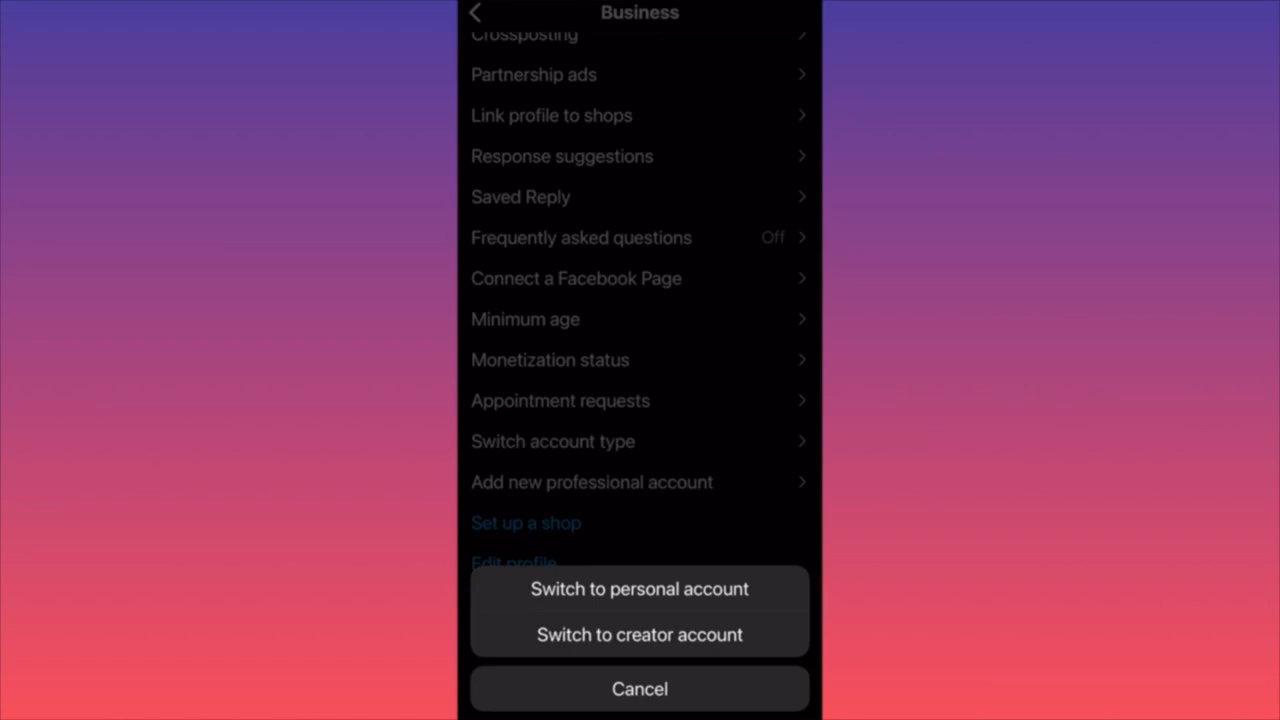 Business
Crossposting
Partnership ads
Link profile to shops
Response suggestions
Saved Reply
Frequently asked questions Off
Connect a Facebook Page
Minimum age
Monetization status
Appointment requests
Switch account type
Add new professional account
Set up a shop
Edit profile
Switch to personal account
Switch to creator account
Cancel